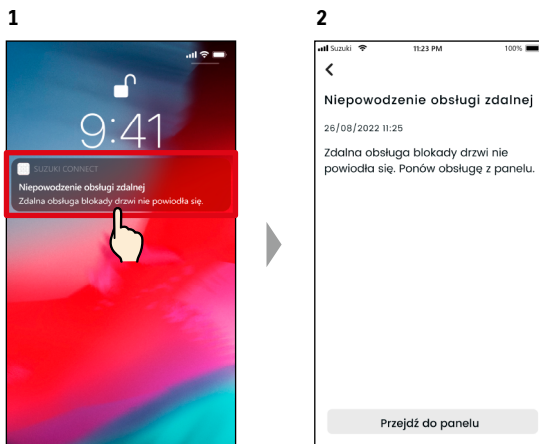 1
9:41
SUZUKI CONNECT
Niepowodzenie obsługi zdalnej
Zdalna obsługa blokady drzwi nie powiodła się.
2
Suzuki 11:23 PM 100%
Niepowodzenie obsługi zdalnej
26/08/2022 11:25
Zdalna obsługa blokady drzwi nie
powiodła się. Ponów obsługę z panelu.
Przejdź do panelu